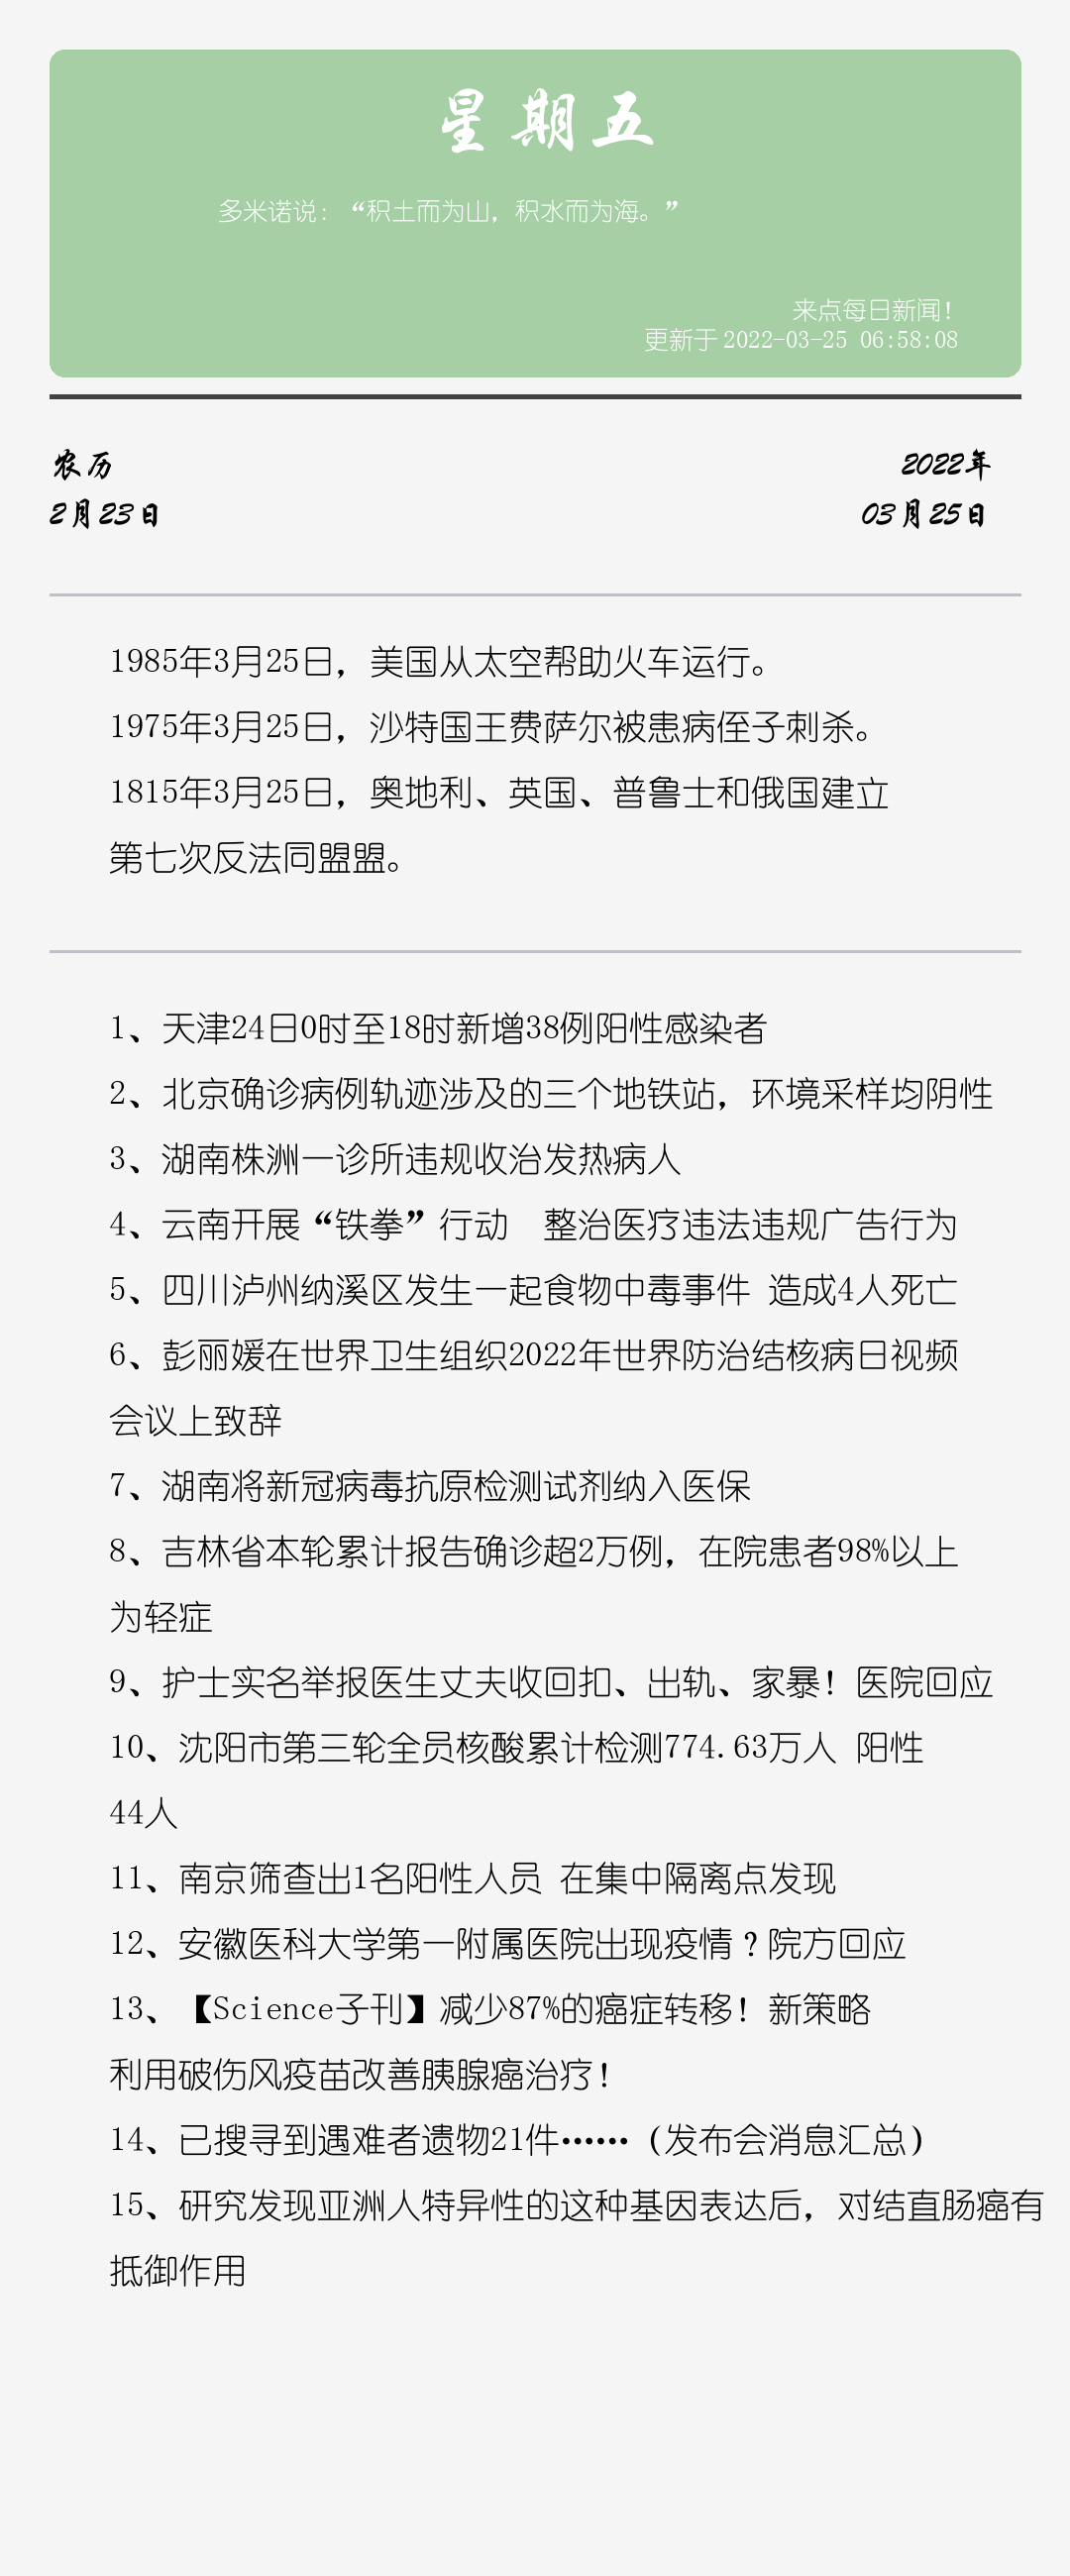 星期五
多米诺说：“积土而为山，积水而为海。”
来点每日新闻！
更新于 2022-03-25 06:58:08
农历
2022年
2月23日
03月25日
1985年3月25日，美国从太空帮助火车运行。
1975年3月25日，沙特国王费萨尔被患病侄子刺杀。
1815年3月25日，奥地利、英国、普鲁士和俄国建立
第七次反法同盟盟。
1、天津24日0时至18时新增38例阳性感染者
2、北京确诊病例轨迹涉及的三个地铁站，环境采样均阴性
3、湖南株洲一诊所违规收治发热病人
4、云南开展“铁拳”行动　整治医疗违法违规广告行为
5、四川泸州纳溪区发生一起食物中毒事件 造成4人死亡
6、彭丽媛在世界卫生组织2022年世界防治结核病日视频
会议上致辞
7、湖南将新冠病毒抗原检测试剂纳入医保
8、吉林省本轮累计报告确诊超2万例，在院患者98%以上
为轻症
9、护士实名举报医生丈夫收回扣、出轨、家暴！医院回应
10、沈阳市第三轮全员核酸累计检测774.63万人 阳性
44人
11、南京筛查出1名阳性人员 在集中隔离点发现
12、安徽医科大学第一附属医院出现疫情？院方回应
13、【Science子刊】减少87%的癌症转移！新策略
利用破伤风疫苗改善胰腺癌治疗！
14、已搜寻到遇难者遗物21件……（发布会消息汇总）
15、研究发现亚洲人特异性的这种基因表达后，对结直肠癌有
抵御作用